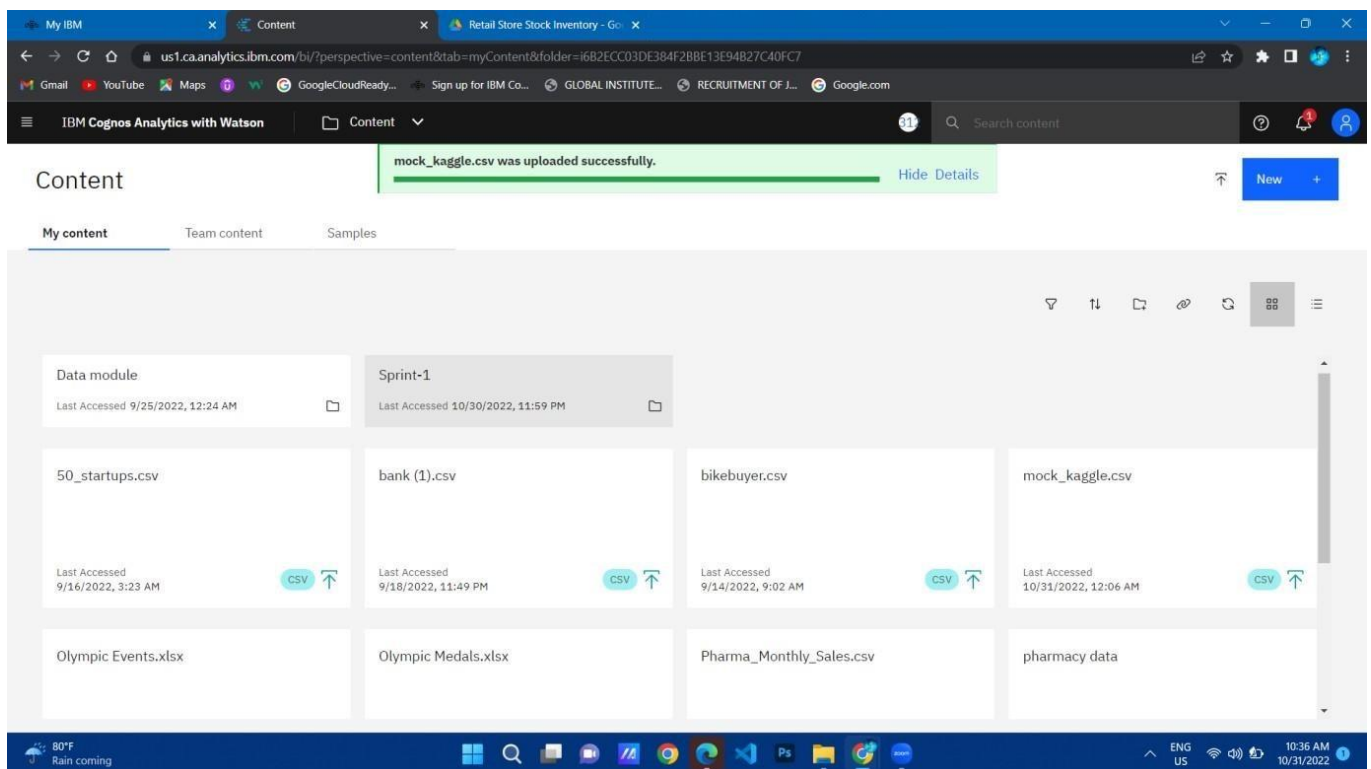 My IBM
Content
Retail Store Stock Inventory - Go
us1.ca.analytics.ibm.com/bi/?perspective=content&tab=myContent&folder=i6B2ECC03DE384F2BBE13E94B27C40FC7
Gmail YouTube Maps GoogleCloudReady... Sign up for IBM Co... GLOBAL INSTITUTE... RECRUITMENT OF J... Google.com
IBM Cognos Analytics with Watson Content 31 Search content 1
mock_kaggle.csv was uploaded successfully.
Hide Details
Content
New +
My content Team content Samples
Data module
Last Accessed 9/25/2022, 12:24 AM
Sprint-1
Last Accessed 10/30/2022, 11:59 PM
50_startups.csv
Last Accessed
9/16/2022, 3:23 AM
CSV
bank (1).csv
Last Accessed
9/18/2022, 11:49 PM
CSV
bikebuyer.csv
Last Accessed
9/14/2022, 9:02 AM
CSV
mock_kaggle.csv
Last Accessed
10/31/2022, 12:06 AM
CSV
Olympic Events.xlsx
Olympic Medals.xlsx
Pharma_Monthly_Sales.csv
pharmacy data
80°F
Rain coming
Ps
zoom
ENG
US
10:36 AM
10/31/2022
1